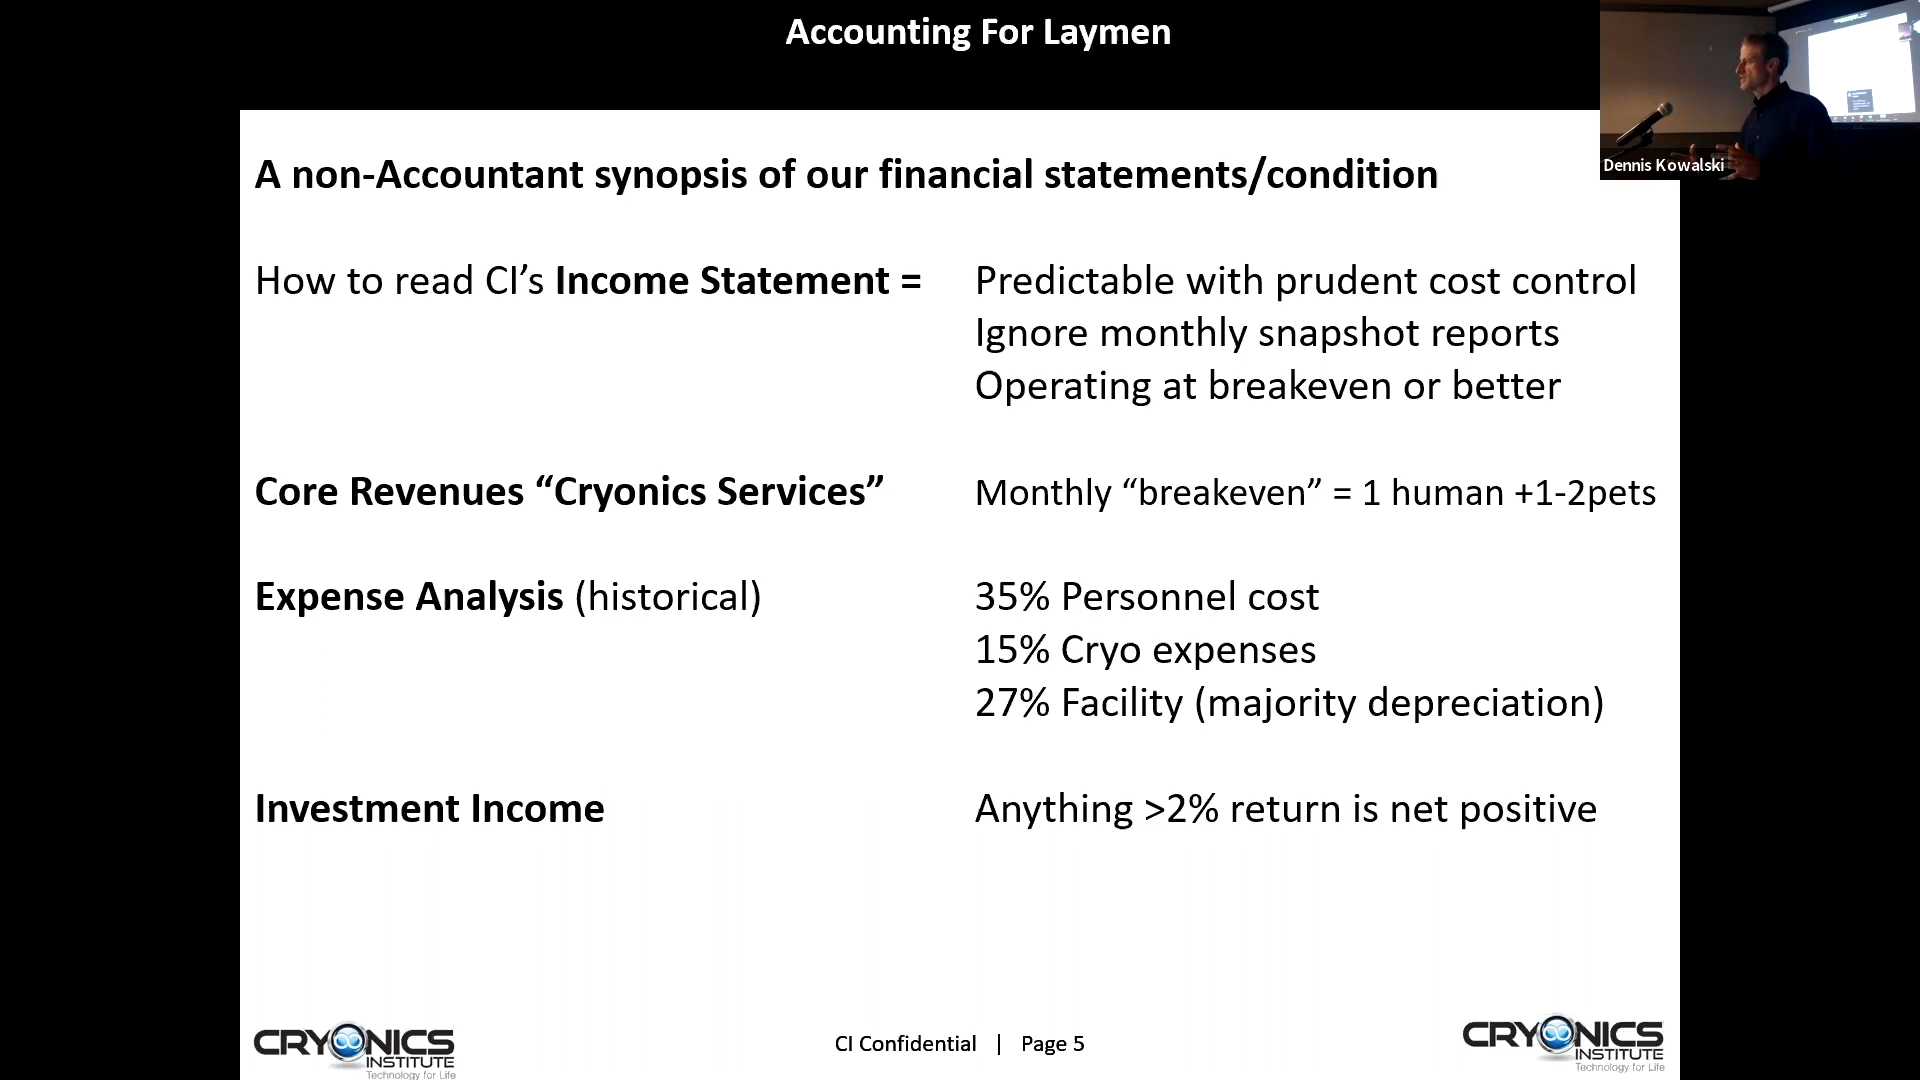 Accounting For Laymen
Dennis Kowalski
A non-Accountant synopsis of our financial statements/condition
How to read CI’s Income Statement = Predictable with prudent cost control
Ignore monthly snapshot reports
Operating at breakeven or better
Core Revenues “Cryonics Services” Monthly “breakeven” = 1 human +1-2pets
Expense Analysis (historical) 35% Personnel cost
15% Cryo expenses
27% Facility (majority depreciation)
Investment Income Anything >2% return is net positive
CRYONICS
INSTITUTE
Technology for Life
CI Confidential | Page 5
CRYONICS
INSTITUTE
Technology for Life